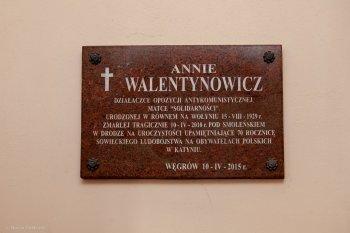 ANNIE
WALENTYNOWICZ
DZIAŁACZCE OPOZYCJI ANTYKOMUNISTYCZNEJ
MATCE "SOLIDARNOŚCI"
URODZONEJ W RÓWNEM NA WOŁYNIU 15 - VIII - 1929 r.
ZMARŁEJ TRAGICZNIE 10 - IV - 2010 r. POD SMOLEŃSKIEM
W DRODZE NA UROCZYSTOŚCI UPAMIĘTNIAJĄCE 70 ROCZNICĘ
SOWIECKIEGO LUDOBÓJSTWA NA OBYWATELACH POLSKICH
W KATYNIU.
WĘGRÓW 10 - IV - 2015 r.